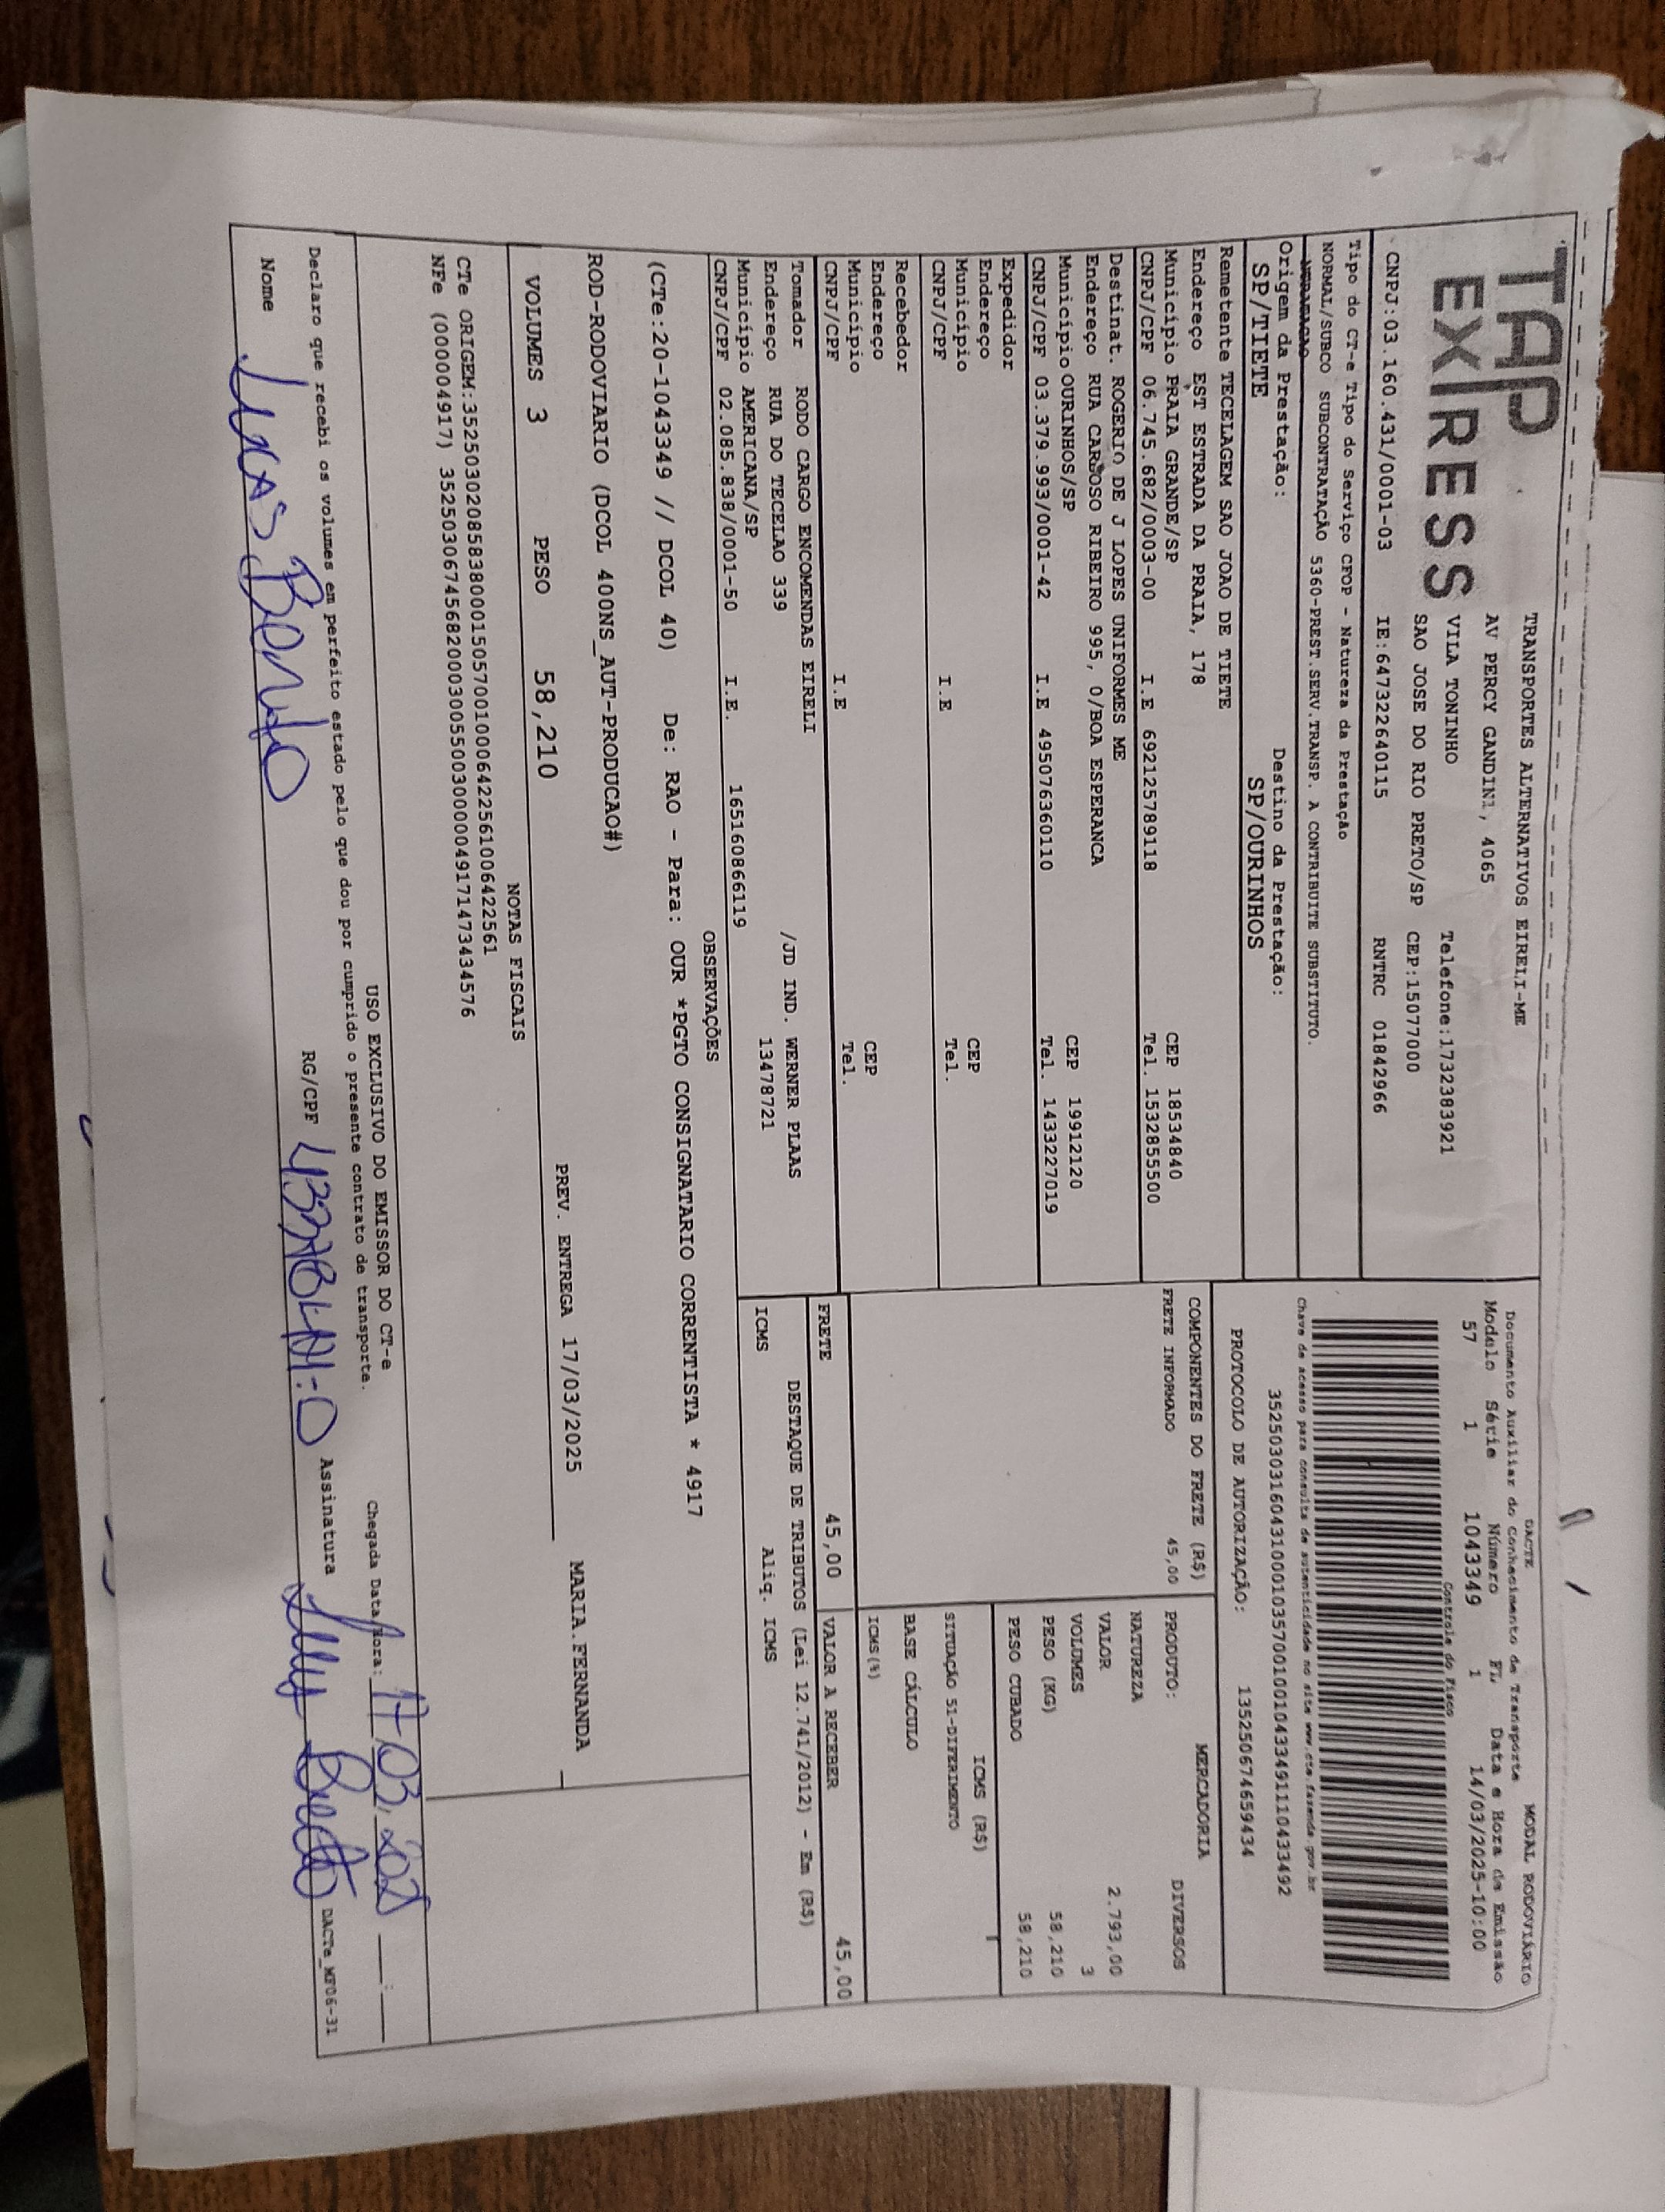 TAP
EXPRESS
TRANSPORTES ALTERNATIVOS EIRELI-ME
AV PERCY GANDINI, 4065
VILA TONINHO Telefone:1732383921
SAO JOSE DO RIO PRETO/SP CEP:15077000
CNPJ:03.160.431/0001-03 IE:647322640115 RNTRC 01842966
Tipo do CT-e Tipo do Serviço CFOP - Natureza da Prestação
NORMAL/SUBCO SUBCONTRATAÇÃO 5360-PREST.SERV.TRANSP. A CONTRIBUITE SUBSTITUTO.
Origem da Prestação: Destino da Prestação:
SP/TIETE SP/OURINHOS
Remetente TECELAGEM SAO JOAO DE TIETE
Endereço EST ESTRADA DA PRAIA, 178
Município PRAIA GRANDE/SP CEP 18534840
CNPJ/CPF 06.745.682/0003-00 I.E 692125789118 Tel. 1532855500
Destinat. ROGERIO DE J LOPES UNIFORMES ME
Endereço RUA CARDOSO RIBEIRO 995, 0/BOA ESPERANCA
Município OURINHOS/SP CEP 19912120
CNPJ/CPF 03.379.993/0001-42 I.E 495076360110 Tel. 1433227019
Expedidor
Endereço
Município CEP
CNPJ/CPF I.E Tel.
Recebedor
Endereço
Município CEP
CNPJ/CPF I.E Tel.
Tomador RODO CARGO ENCOMENDAS EIRELI
Endereço RUA DO TECELAO 339 /JD IND. WERNER PLAAS
Município AMERICANA/SP 13478721
CNPJ/CPF 02.085.838/0001-50 I.E. 165160866119
DACTE MODAL RODOVIÁRIO
Documento Auxiliar do Conhecimento de Transporte
Modelo Série Número FL Data e Hora de Emissão
57 1 1043349 1 14/03/2025-10:00
Controle do Fisco
Chave de acesso para consulta de autenticidade no site www.cte.fazenda.gov.br
35250303160431000103570010010433491110433492
PROTOCOLO DE AUTORIZAÇÃO: 135250674659434
COMPONENTES DO FRETE (R$)
FRETE INFORMADO 45,00
MERCADORIA
PRODUTO: DIVERSOS
NATUREZA
VALOR 2.793,00
VOLUMES 3
PESO (KG) 58,210
PESO CUBADO 58,210
ICMS (R$)
SITUAÇÃO 51-DIFERIMENTO
BASE CÁLCULO
ICMS(%)
FRETE 45,00 VALOR A RECEBER 45,00
DESTAQUE DE TRIBUTOS (Lei 12.741/2012) - Em (R$)
ICMS Aliq. ICMS
OBSERVAÇÕES
(CTe:20-1043349 // DCOL 40) De: RAO - Para: OUR *PGTO CONSIGNATARIO CORRENTISTA * 4917
ROD-RODOVIARIO (DCOL 400NS_AUT-PRODUCAO#)
MARIA.FERNANDA
VOLUMES 3 PESO 58,210 PREV. ENTREGA 17/03/2025
NOTAS FISCAIS
CTe ORIGEM:35250302085838000150570010006422561006422561
NFe (000004917) 35250306745682000300550030000049171473434576
USO EXCLUSIVO DO EMISSOR DO CT-e
Declaro que recebi os volumes em perfeito estado pelo que dou por cumprido o presente contrato de transporte. Chegada Data/Hora: 17.03.202 __:__
Nome Lucas Bento RG/CPF Assinatura DACTe_MF06-31